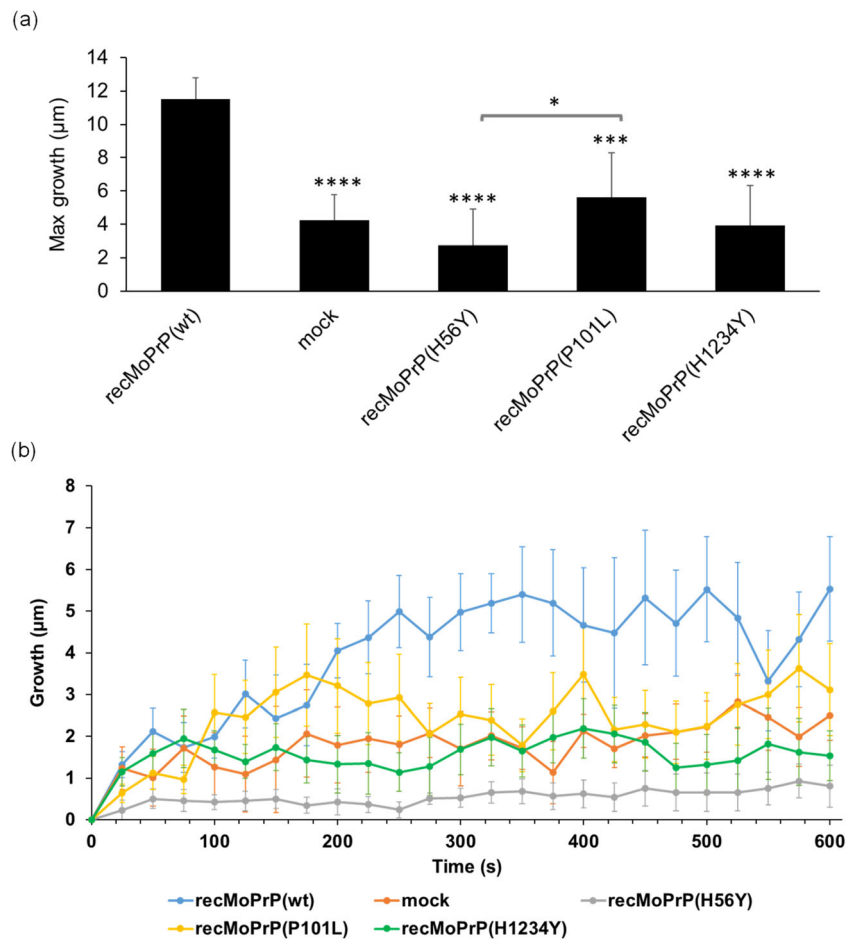 (a)
14
12
10
8
6
4
2
0
Max growth (µm)
****
****
*
***
****
recMoPrP(wt)
mock
recMoPrP(H56Y)
recMoPrP(P101L)
recMoPrP(H1234Y)
(b)
8
7
6
5
4
3
2
1
0
Growth (µm)
0 100 200 300 400 500 600
Time (s)
recMoPrP(wt) mock recMoPrP(H56Y)
recMoPrP(P101L) recMoPrP(H1234Y)